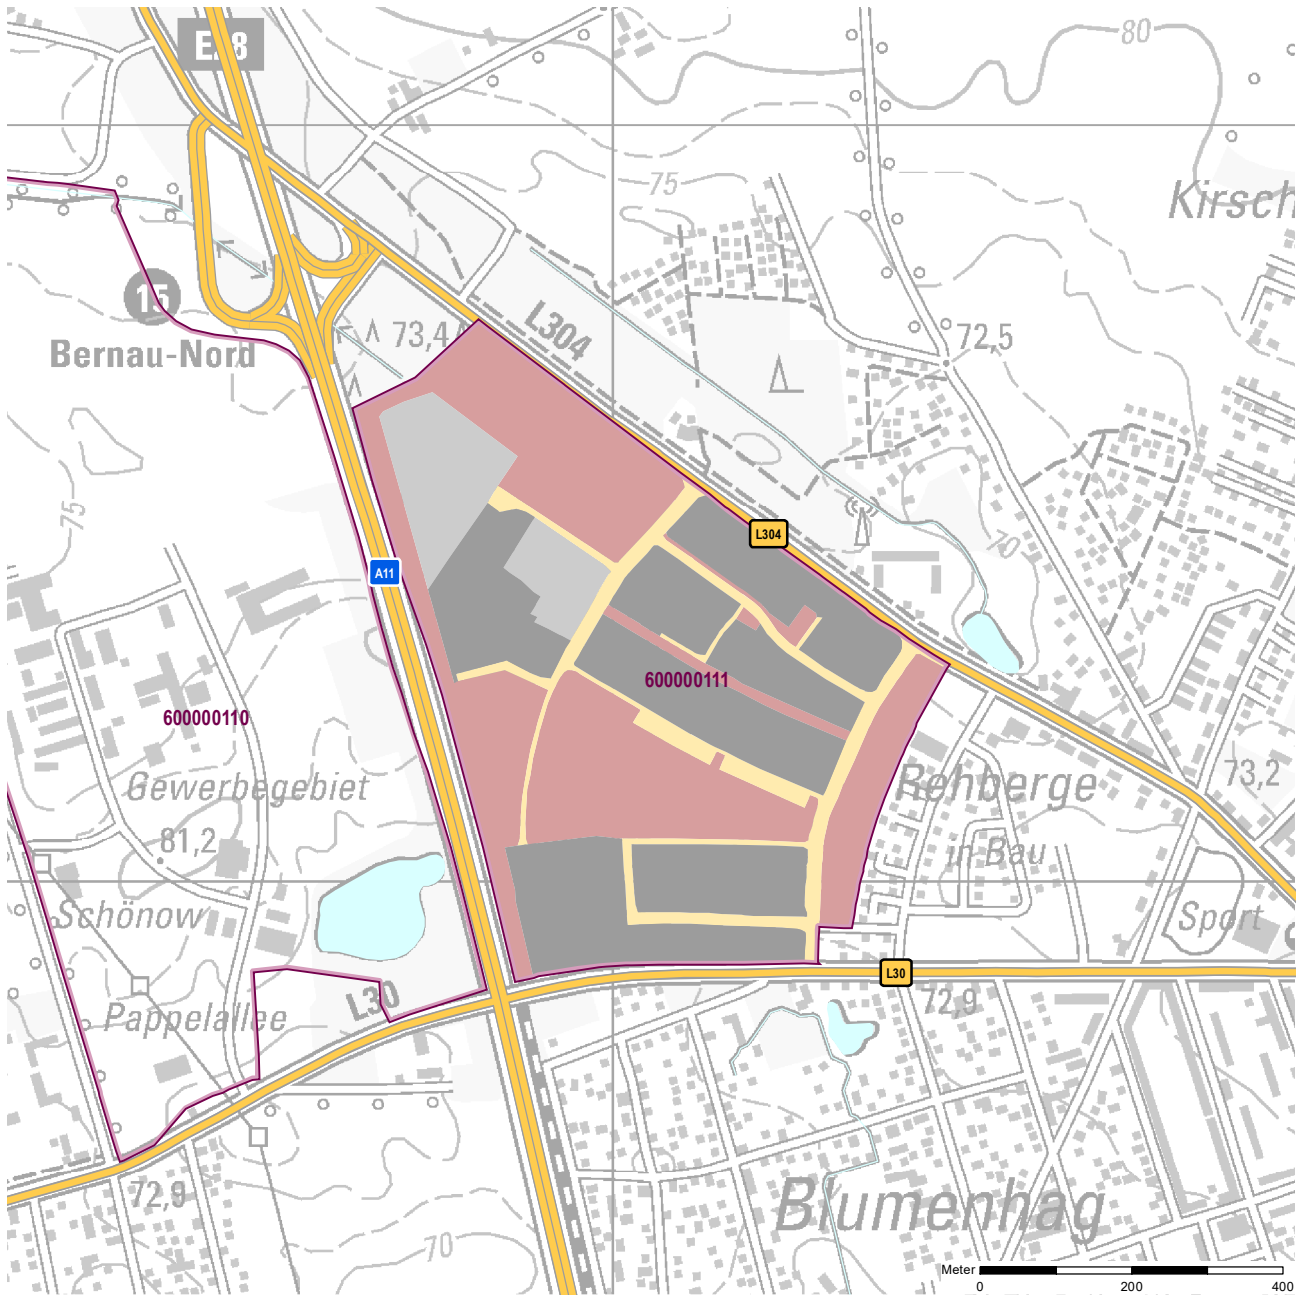 E28
80
75
Kirsch
15
L304
73,4
72,5
Bernau-Nord
75
L304
70
A11
600000111
600000110
Rehberge
73,2
Gewerbegebiet
81,2
in Bau
Schönow
Sport
L30
L30
72,9
Pappelallee
72,9
Blumenhag
70
Meter
0
200
400